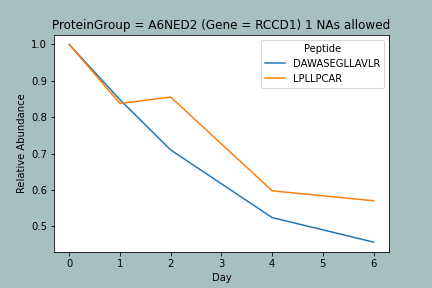 ProteinGroup = A6NED2 (Gene = RCCD1) 1 NAs allowed
Peptide
DAWASEGLLAVLR
LPLLPCAR
Relative Abundance
1.0
0.9
0.8
0.7
0.6
0.5
0 1 2 3 4 5 6
Day